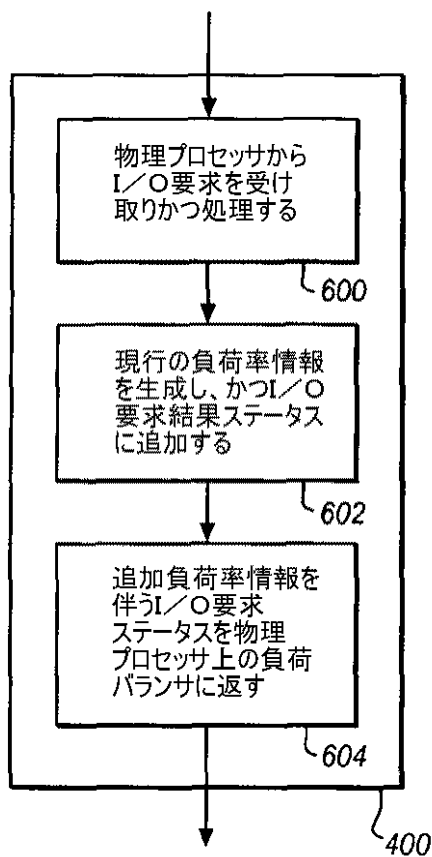 物理プロセッサから
I／O要求を受け
取りかつ処理する
600
現行の負荷率情報
を生成し、かつI／O
要求結果ステータス
に追加する
602
追加負荷率情報を
伴うI／O要求
ステータスを物理
プロセッサ上の負荷
バランサに返す
604
400